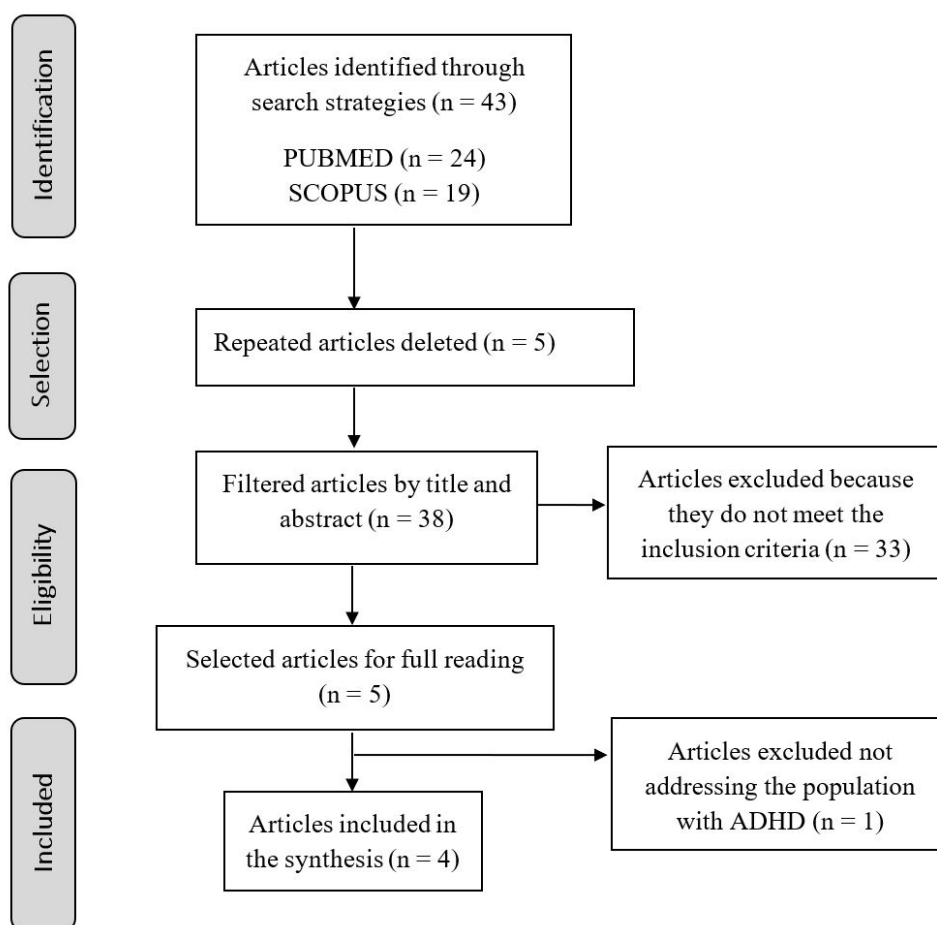 Identification
Articles identified through
search strategies (n = 43)
PUBMED (n = 24)
SCOPUS (n = 19)
Selection
Repeated articles deleted (n = 5)
Eligibility
Filtered articles by title and
abstract (n = 38)
Articles excluded because
they do not meet the
inclusion criteria (n = 33)
Selected articles for full reading
(n = 5)
Included
Articles excluded not
addressing the population
with ADHD (n = 1)
Articles included in
the synthesis (n = 4)